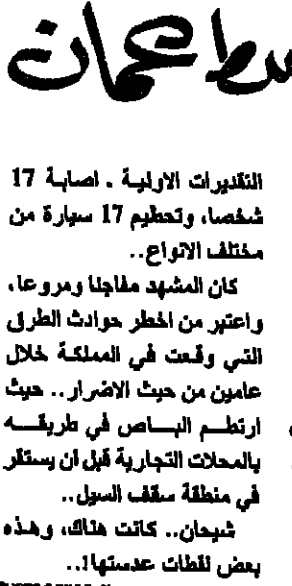 وسط عمان
التقديرات الاولية . اصابة 17
شخصا، وتحطيم 17 سيارة من
مختلف الانواع..
كان المشهد مفاجئا ومروعا،
واعتبر من اخطر حوادث الطرق
التي وقعت في المملكة خلال
عامين من حيث الاضرار.. حيث
ارتطم الباص في طريقه
بالمحلات التجارية قبل ان يستقر
في منطقة سقف السيل..
شيحان.. كانت هناك، وهذه
بعض لقطات عدستها!..